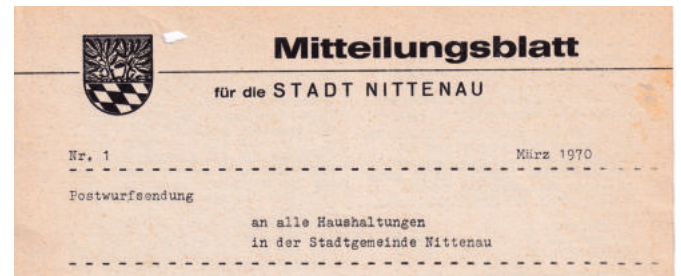 Mitteilungsblatt
für die STADT NITTENAU
Nr. 1 März 1970
Postwurfsendung
an alle Haushaltungen
in der Stadtgemeinde Nittenau